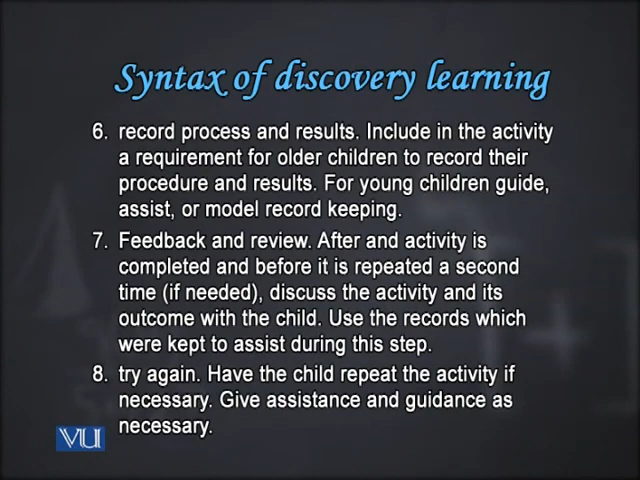 Syntax of discovery learning
6. record process and results. Include in the activity
a requirement for older children to record their
procedure and results. For young children guide,
assist, or model record keeping.
7. Feedback and review. After and activity is
completed and before it is repeated a second
time (if needed), discuss the activity and its
outcome with the child. Use the records which
were kept to assist during this step.
8. try again. Have the child repeat the activity if
necessary. Give assistance and guidance as
necessary.
VU